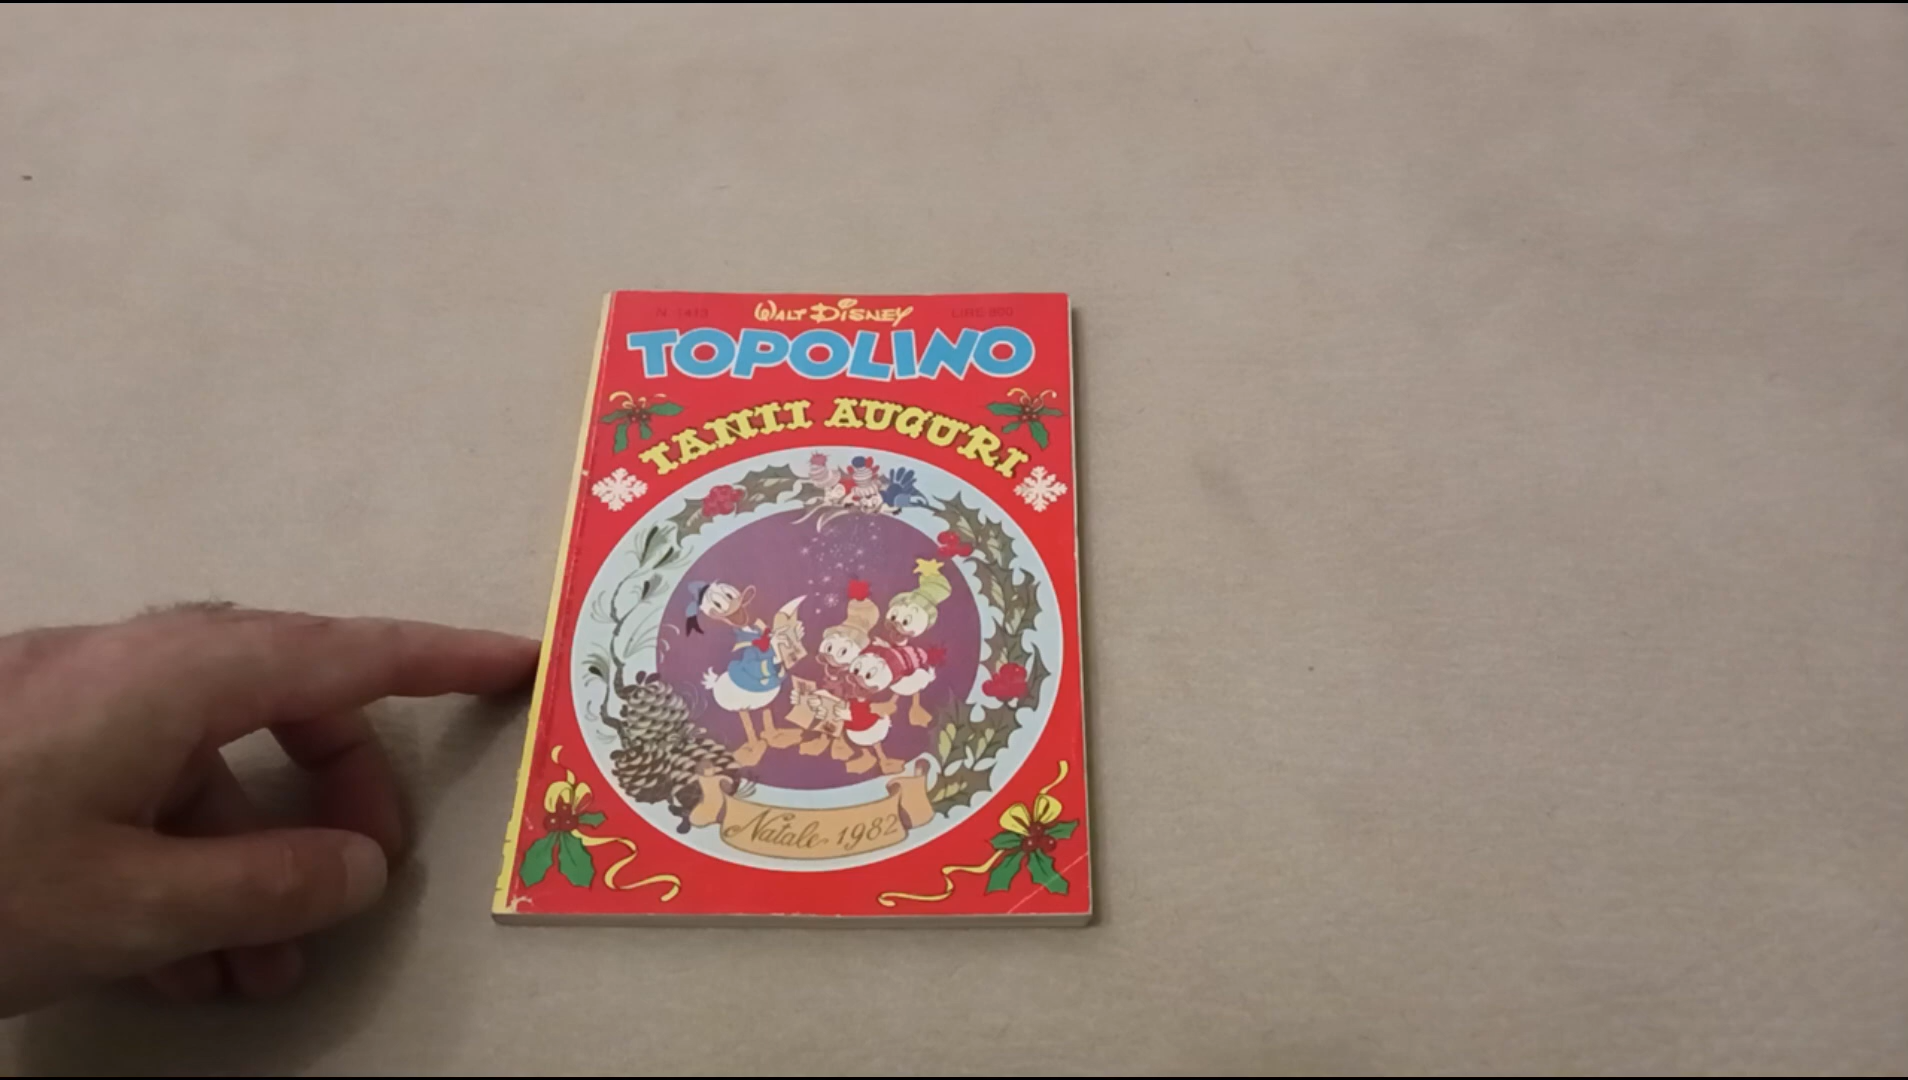 N. 1413 WALT DISNEY LIRE 800
TOPOLINO
TANTI AUGURI
Natale 1982